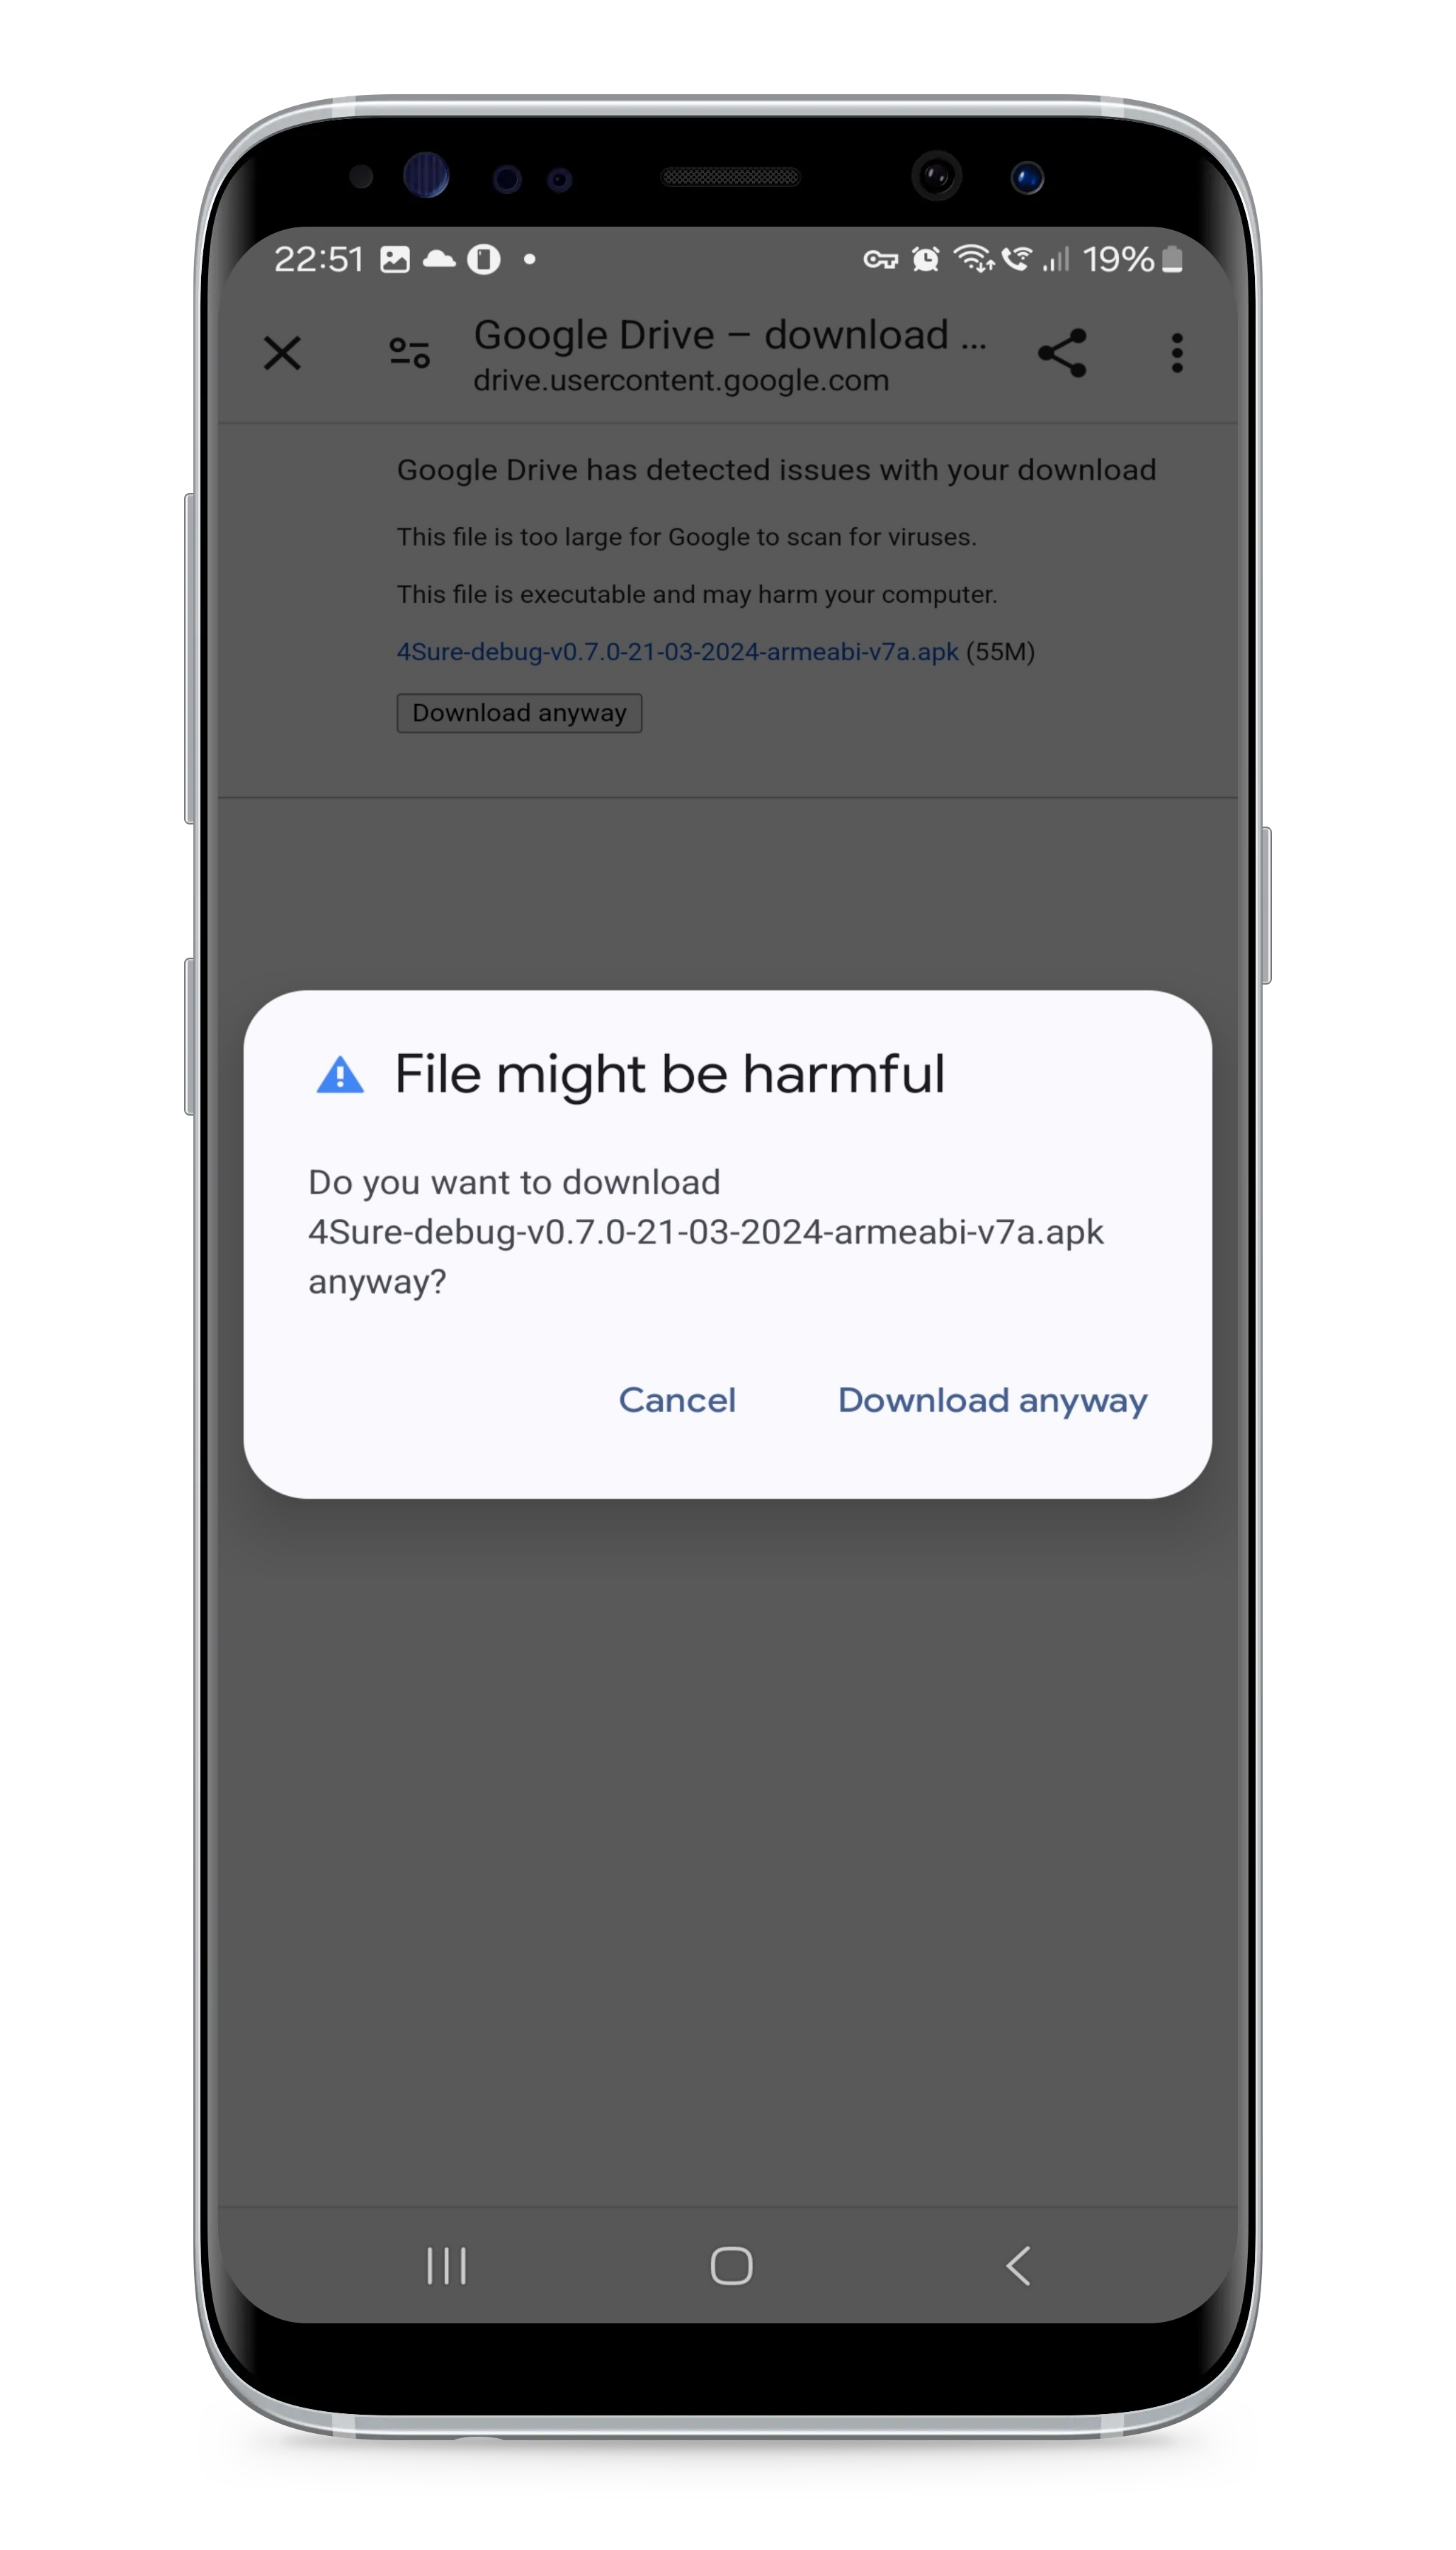 22:51
19%
Google Drive – download ...
drive.usercontent.google.com
Google Drive has detected issues with your download
This file is too large for Google to scan for viruses.
This file is executable and may harm your computer.
4Sure-debug-v0.7.0-21-03-2024-armeabi-v7a.apk (55M)
Download anyway
File might be harmful
Do you want to download
4Sure-debug-v0.7.0-21-03-2024-armeabi-v7a.apk
anyway?
Cancel Download anyway